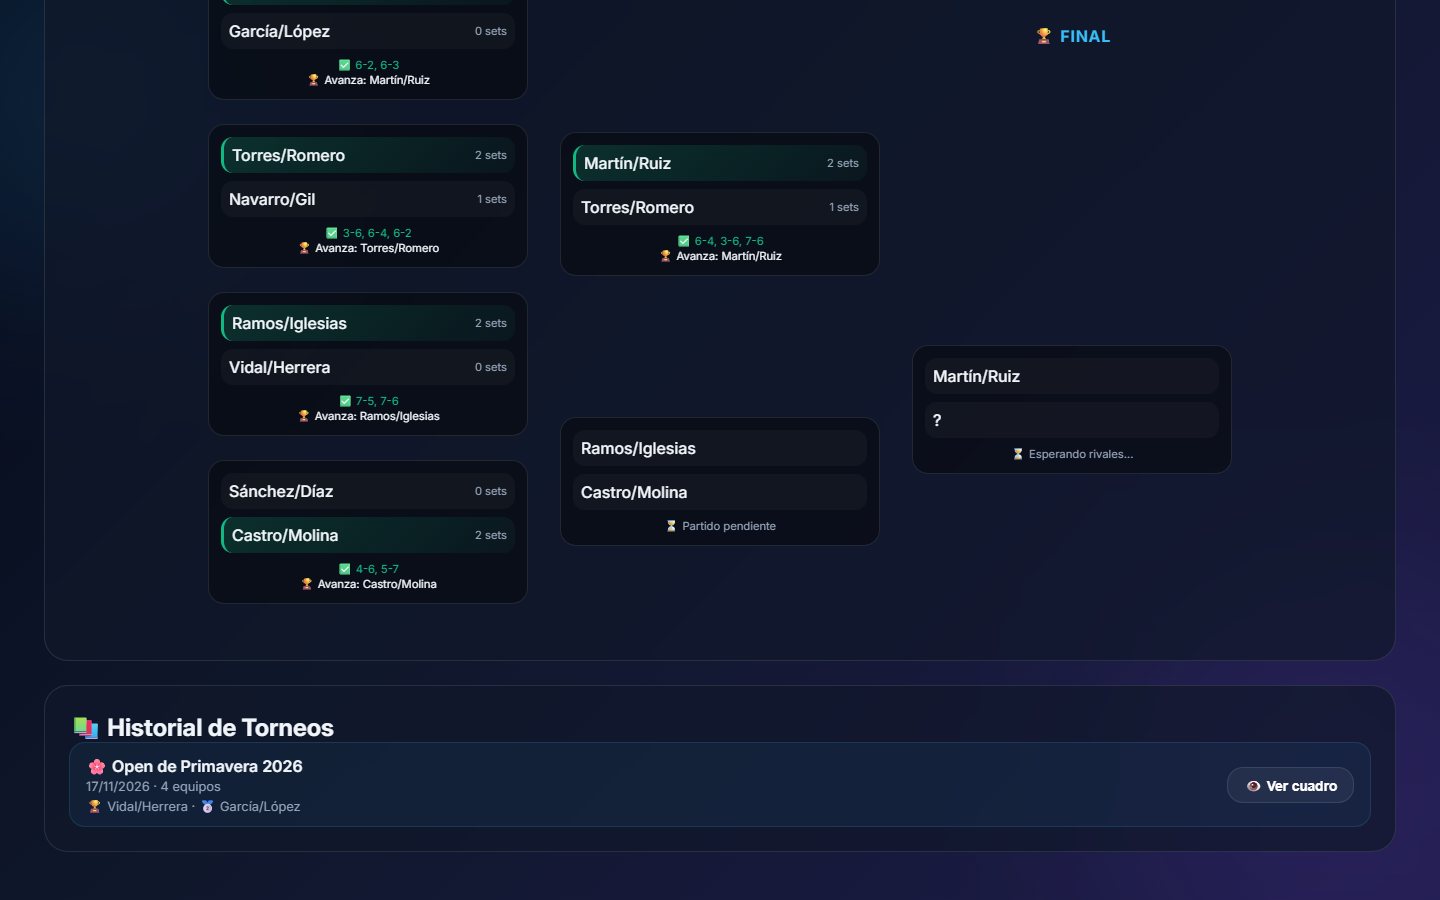 García/López 0 sets
✅ 6-2, 6-3
🏆 Avanza: Martín/Ruiz
Torres/Romero 2 sets
Navarro/Gil 1 sets
✅ 3-6, 6-4, 6-2
🏆 Avanza: Torres/Romero
Ramos/Iglesias 2 sets
Vidal/Herrera 0 sets
✅ 7-5, 7-6
🏆 Avanza: Ramos/Iglesias
Sánchez/Díaz 0 sets
Castro/Molina 2 sets
✅ 4-6, 5-7
🏆 Avanza: Castro/Molina
Martín/Ruiz 2 sets
Torres/Romero 1 sets
✅ 6-4, 3-6, 7-6
🏆 Avanza: Martín/Ruiz
Ramos/Iglesias
Castro/Molina
⏳ Partido pendiente
🏆 FINAL
Martín/Ruiz
?
⏳ Esperando rivales...
📚 Historial de Torneos
🌸 Open de Primavera 2026
17/11/2026 · 4 equipos
🏆 Vidal/Herrera · 🥈 García/López
👁️ Ver cuadro